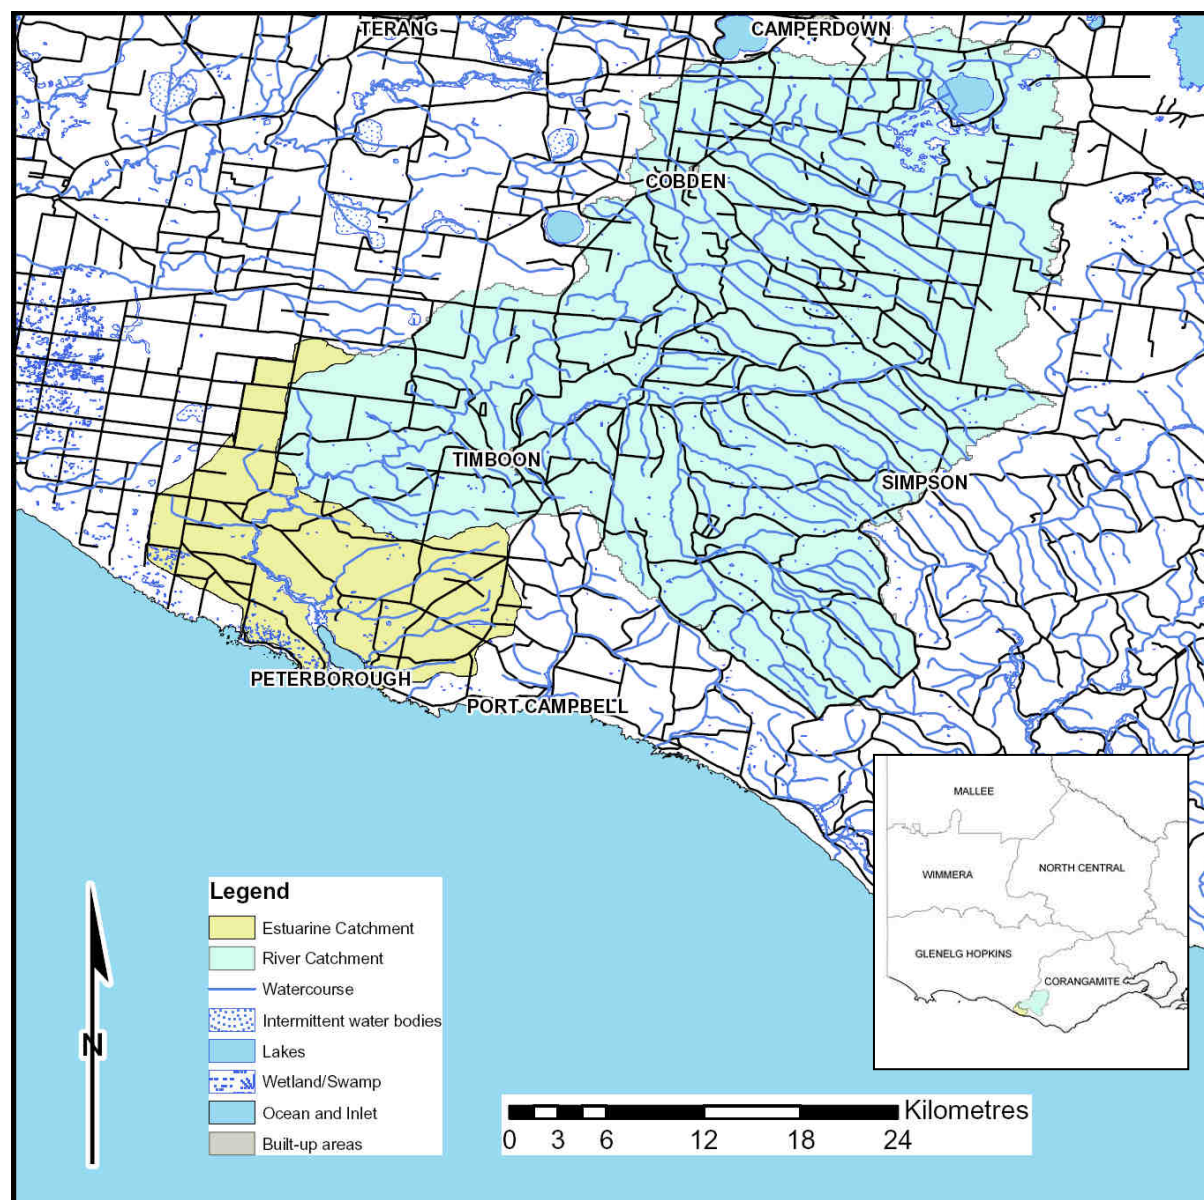 TERANG
CAMPERDOWN
COBDEN
TIMBOON
SIMPSON
PETERBOROUGH
PORT CAMPBELL
MALLEE
WIMMERA
NORTH CENTRAL
GLENELG HOPKINS
CORANGAMITE
N
Legend
Estuarine Catchment
River Catchment
Watercourse
Intermittent water bodies
Lakes
Wetland/Swamp
Ocean and Inlet
Built-up areas
Kilometres
0 3 6 12 18 24